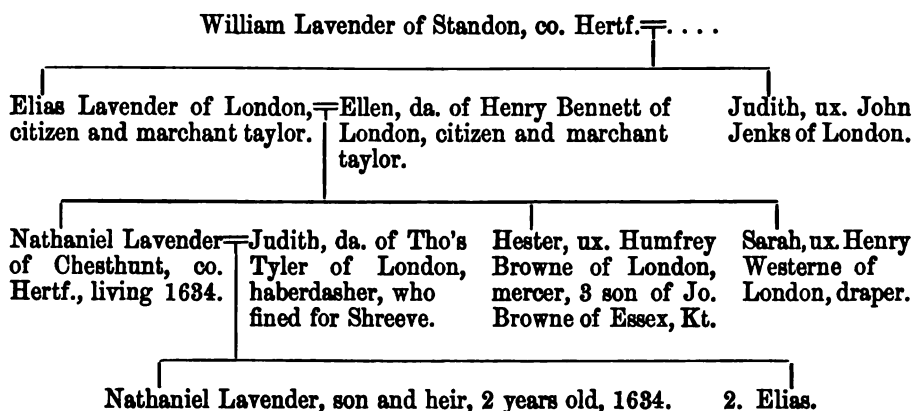 William Lavender of Standon, co. Hertf.=....
Elias Lavender of London,=
citizen and marchant taylor.
Ellen, da. of Henry Bennett of
London, citizen and marchant
taylor.
Judith, ux. John
Jenks of London.
Nathaniel Lavender=
of Chesthunt, co.
Hertf., living 1634.
Judith, da. of Tho's
Tyler of London,
haberdasher, who
fined for Shreeve.
Hester, ux. Humfrey
Browne of London,
mercer, 3 son of Jo.
Browne of Essex, Kt.
Sarah, ux. Henry
Westerne of
London, draper.
Nathaniel Lavender, son and heir, 2 years old, 1634.
2. Elias.